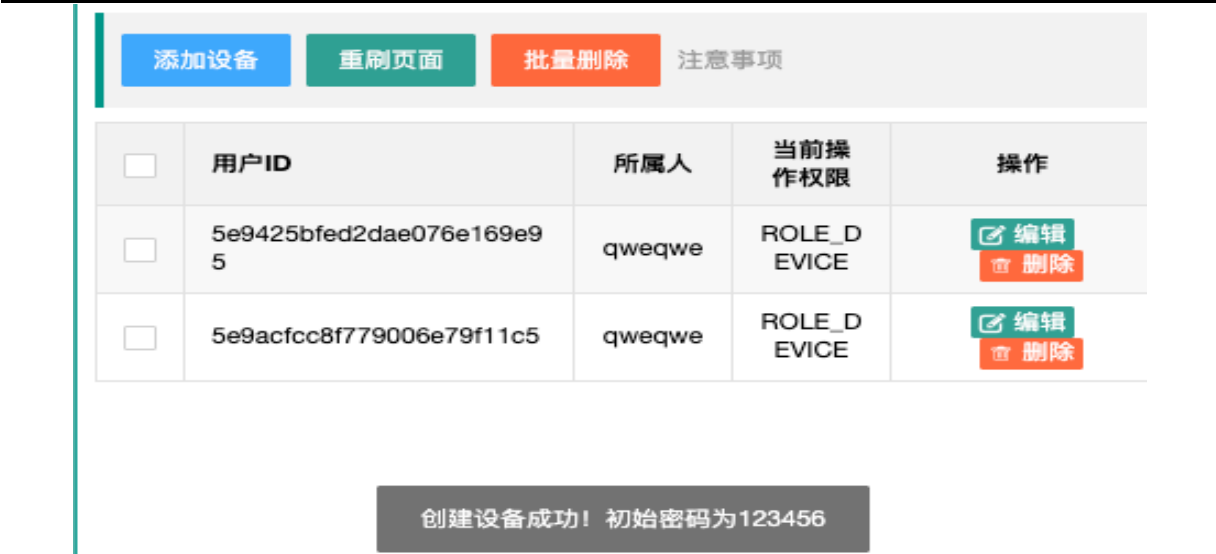 添加设备 重刷页面 批量删除 注意事项
用户ID 所属人 当前操 操作
作权限
5e9425bfed2dae076e169e9 qweqwe ROLE_D 编辑
5 EVICE 删除
5e9acfcc8f779006e79f11c5 qweqwe ROLE_D 编辑
EVICE 删除
创建设备成功！初始密码为123456